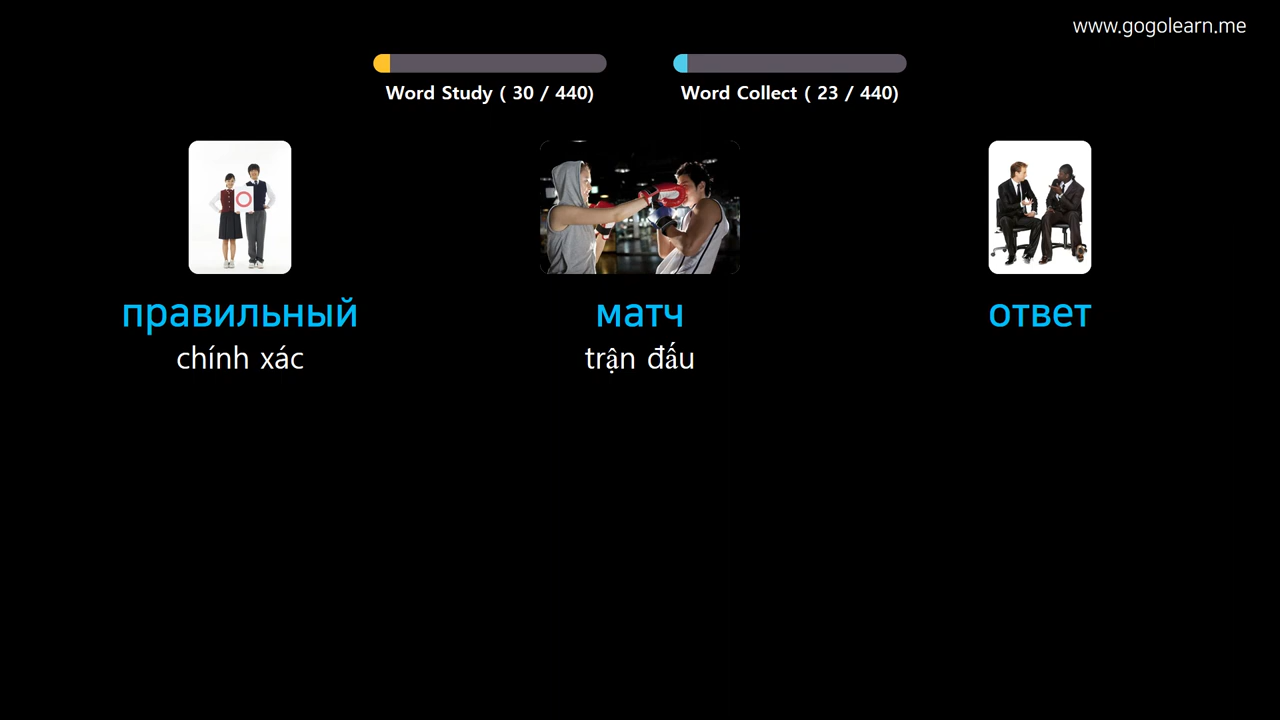 www.gogolearn.me
Word Study ( 30 / 440)
Word Collect ( 23 / 440)
правильный
матч
ответ
chính xác
trận đấu